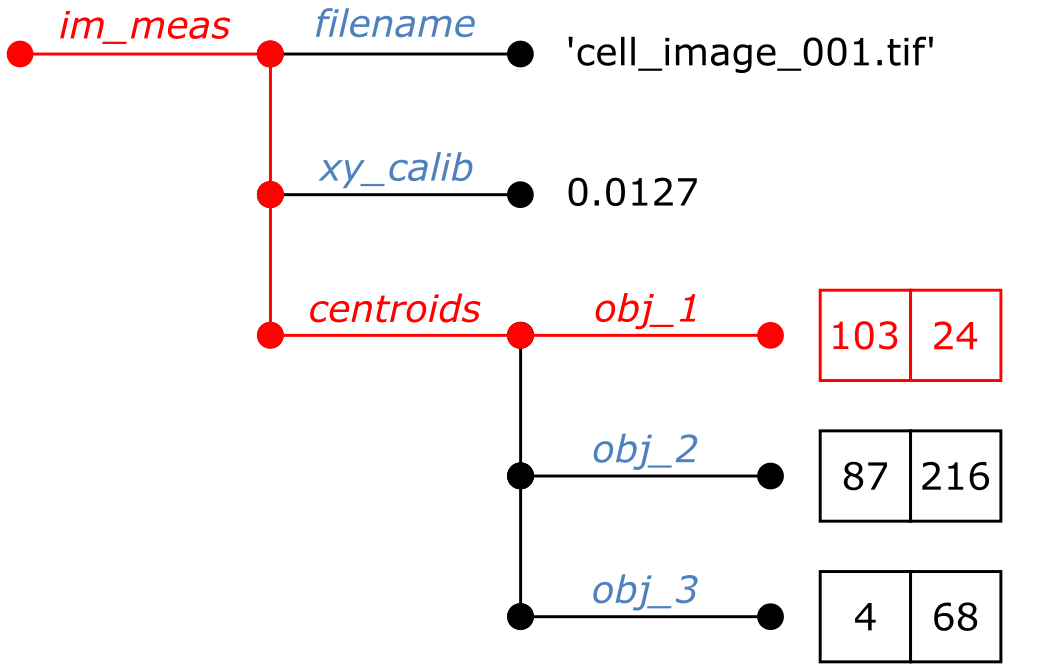 im_meas filename 'cell_image_001.tif'
xy_calib 0.0127
centroids obj_1 103 24
obj_2 87 216
obj_3 4 68